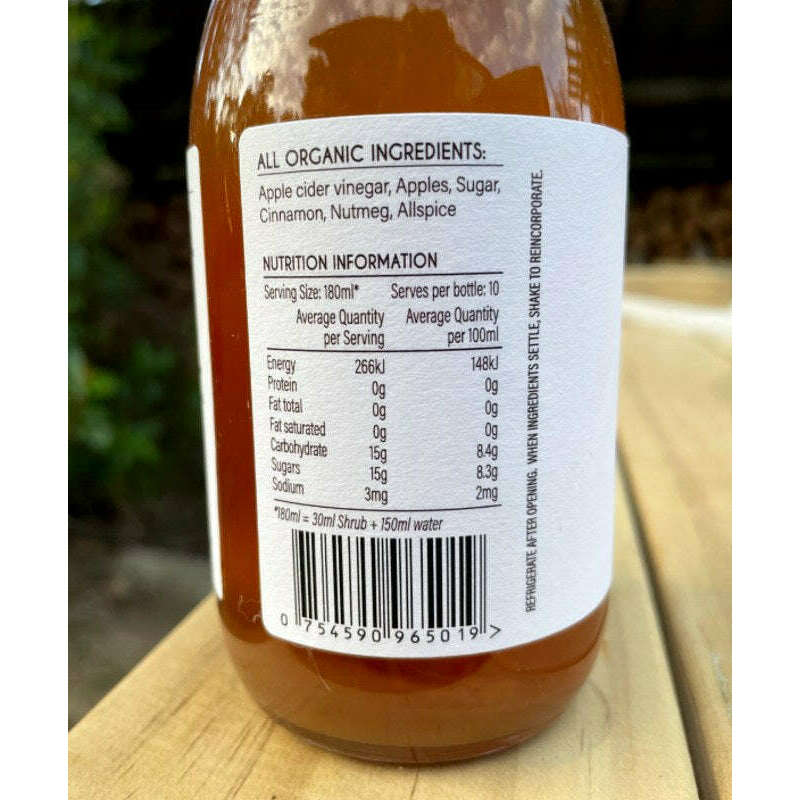 ALL ORGANIC INGREDIENTS:
Apple cider vinegar, Apples, Sugar,
Cinnamon, Nutmeg, Allspice
NUTRITION INFORMATION
Serving Size: 180ml* Serves per bottle: 10
Average Quantity Average Quantity
per Serving per 100ml
Energy 266kJ 148kJ
Protein 0g 0g
Fat total 0g 0g
Fat saturated 0g 0g
Carbohydrate 15g 8.4g
Sugars 15g 8.3g
Sodium 3mg 2mg
*180ml = 30ml Shrub + 150ml water
0 754590 965019 >
REFRIGERATE AFTER OPENING. WHEN INGREDIENTS SETTLE, SHAKE TO REINCORPORATE.